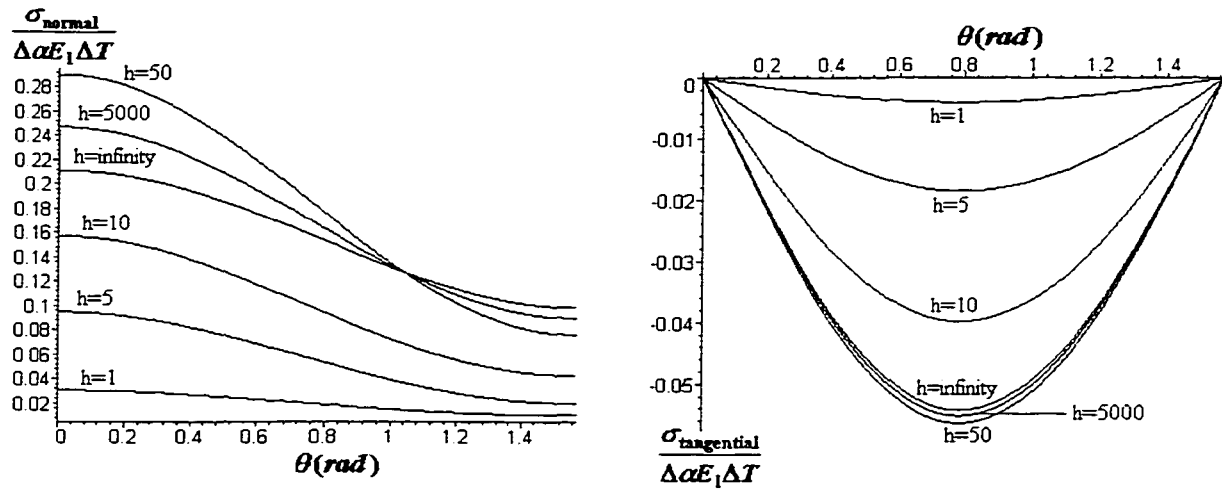 σnormal
ΔαE1ΔT
0.28
0.26
0.24
0.22
0.2
0.18
0.16
0.14
0.12
0.1
0.08
0.06
0.04
0.02
h=50
h=5000
h=infinity
h=10
h=5
h=1
0 0.2 0.4 0.6 0.8 1 1.2 1.4
θ(rad)
θ(rad)
0.2 0.4 0.6 0.8 1 1.2 1.4
0
-0.01
-0.02
-0.03
-0.04
-0.05
h=1
h=5
h=10
h=infinity
h=5000
h=50
σtangential
ΔαE1ΔT